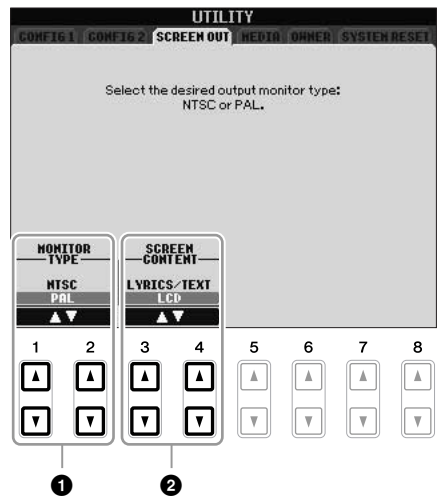 UTILITY
CONFIG 1 CONFIG 2 SCREEN OUT MEDIA OWNER SYSTEM RESET
Select the desired output monitor type:
NTSC or PAL.
MONITOR
TYPE
NTSC
PAL
SCREEN
CONTENT
LYRICS/TEXT
LCD
1 2 3 4 5 6 7 8
1 2